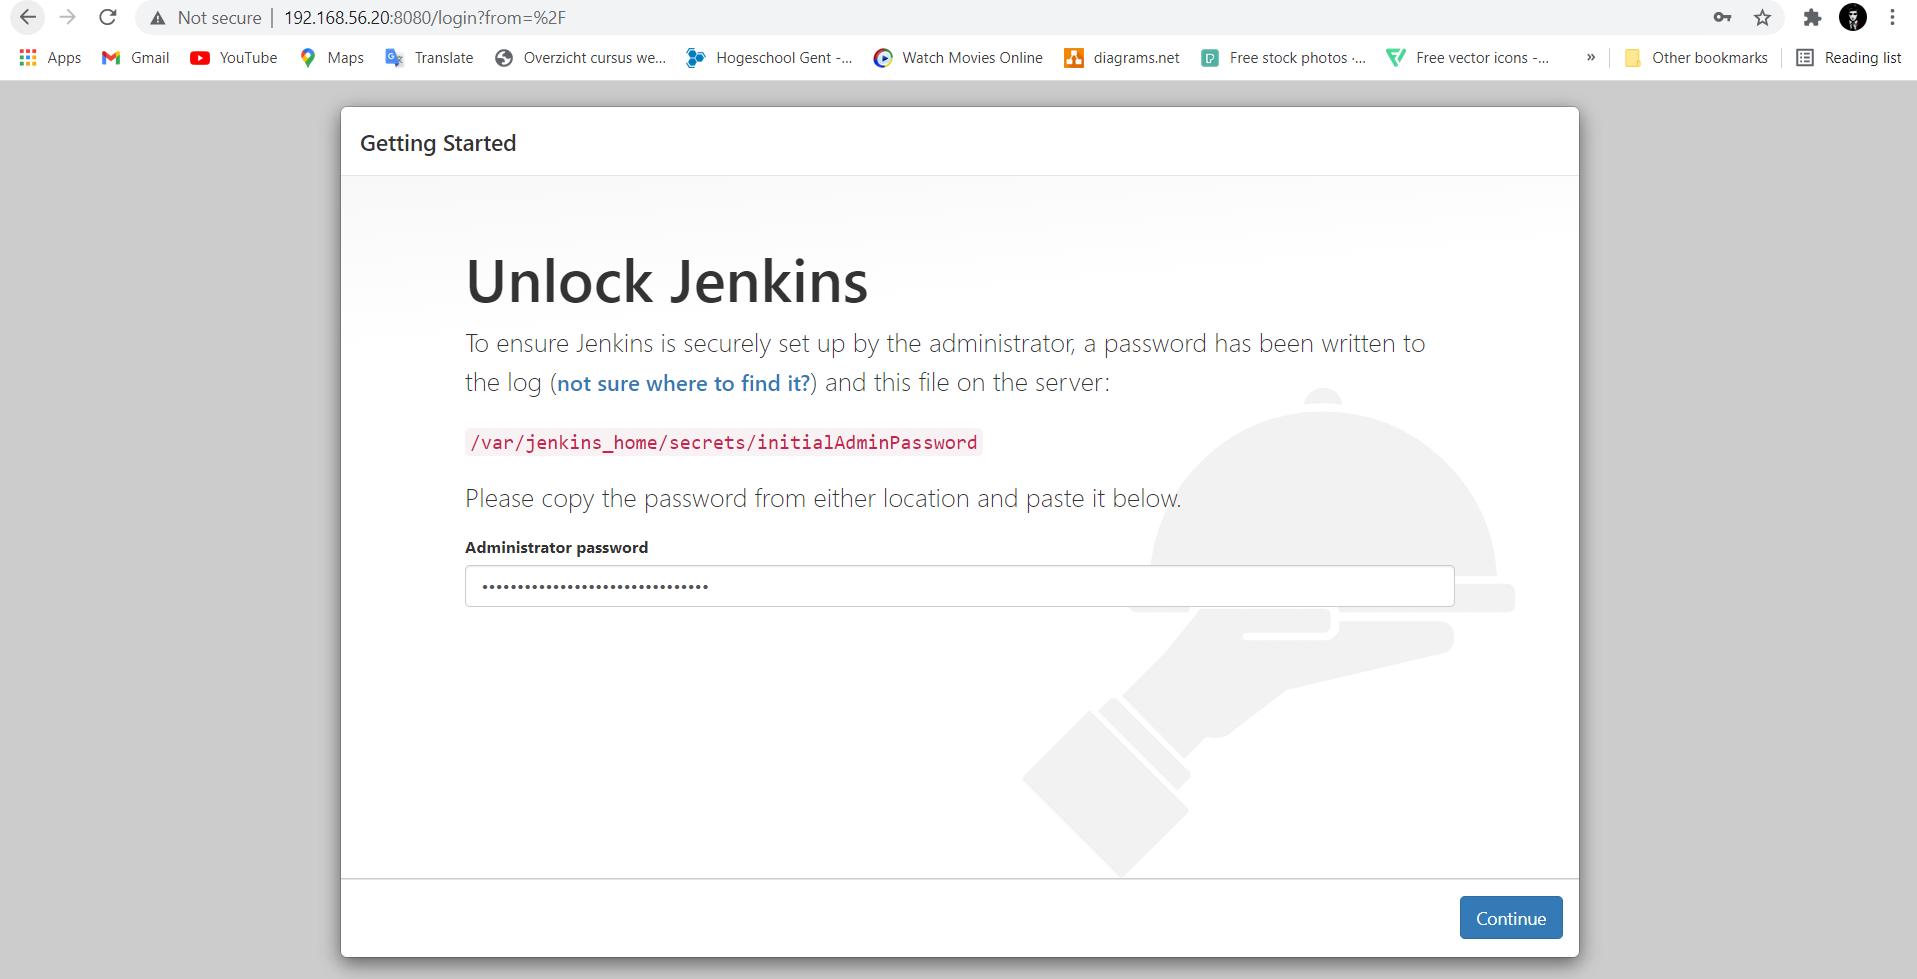 Not secure | 192.168.56.20:8080/login?from=%2F
Apps Gmail YouTube Maps Translate Overzicht cursus we... Hogeschool Gent -... Watch Movies Online diagrams.net Free stock photos ·... Free vector icons -... » Other bookmarks Reading list
Getting Started
Unlock Jenkins
To ensure Jenkins is securely set up by the administrator, a password has been written to
the log (not sure where to find it?) and this file on the server:
/var/jenkins_home/secrets/initialAdminPassword
Please copy the password from either location and paste it below.
Administrator password
Continue